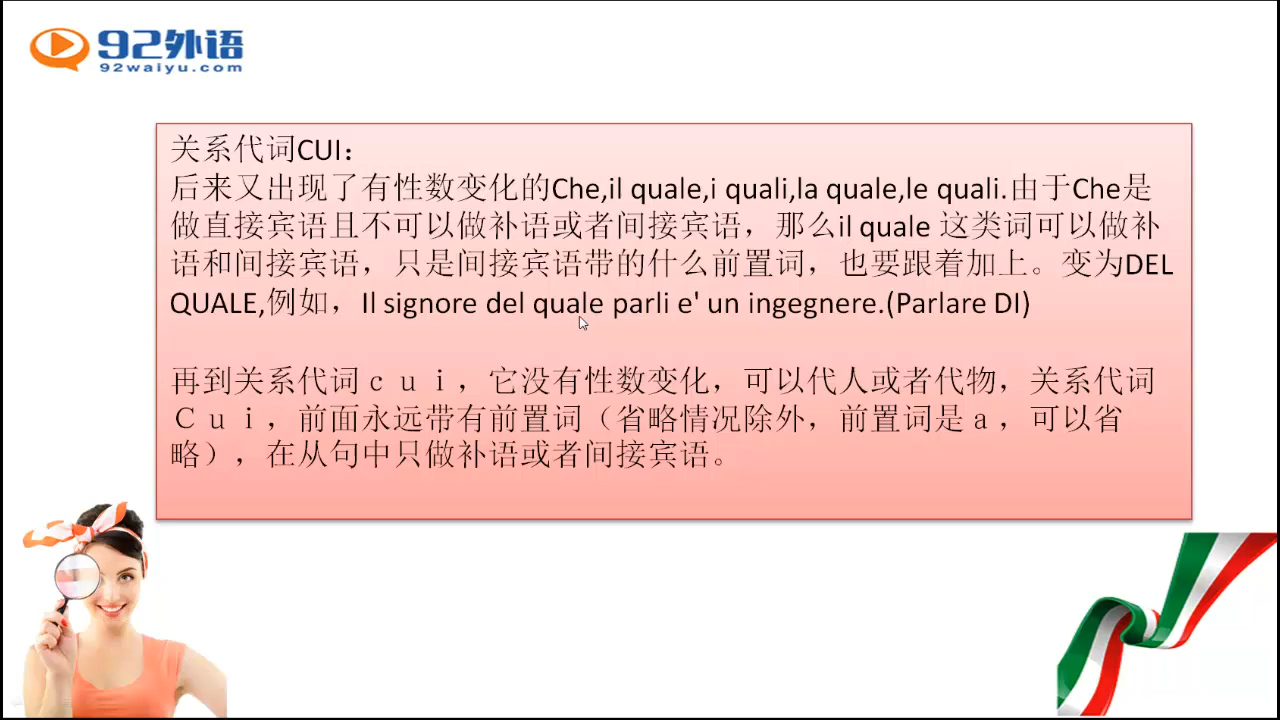 92外语
92waiyu.com
关系代词CUI：
后来又出现了有性数变化的Che,il quale,i quali,la quale,le quali.由于Che是
做直接宾语且不可以做补语或者间接宾语，那么il quale 这类词可以做补
语和间接宾语，只是间接宾语带的什么前置词，也要跟着加上。变为DEL
QUALE,例如，Il signore del quale parli e' un ingegnere.(Parlare DI)
再到关系代词ｃｕｉ，它没有性数变化，可以代人或者代物，关系代词
Ｃｕｉ，前面永远带有前置词（省略情况除外，前置词是ａ，可以省
略），在从句中只做补语或者间接宾语。